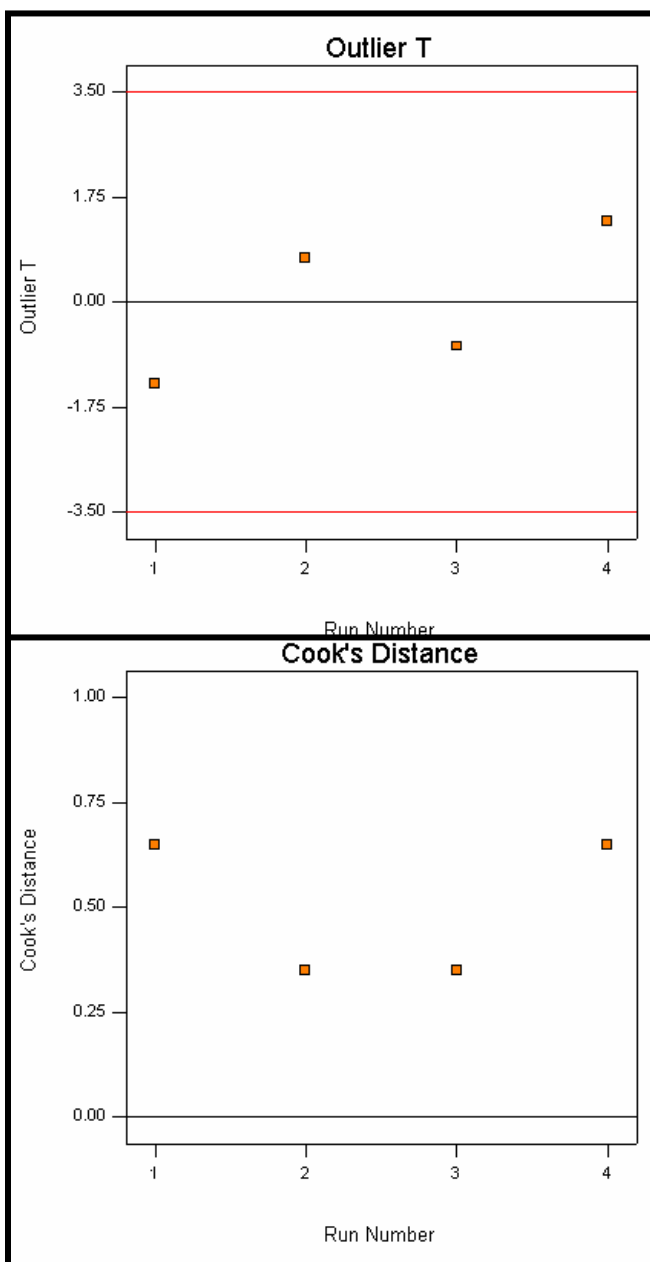 Outlier T
3.50
1.75
0.00
-1.75
-3.50
Outlier T
1 2 3 4
Run Number
Cook's Distance
1.00
0.75
0.50
0.25
0.00
Cook's Distance
1 2 3 4
Run Number